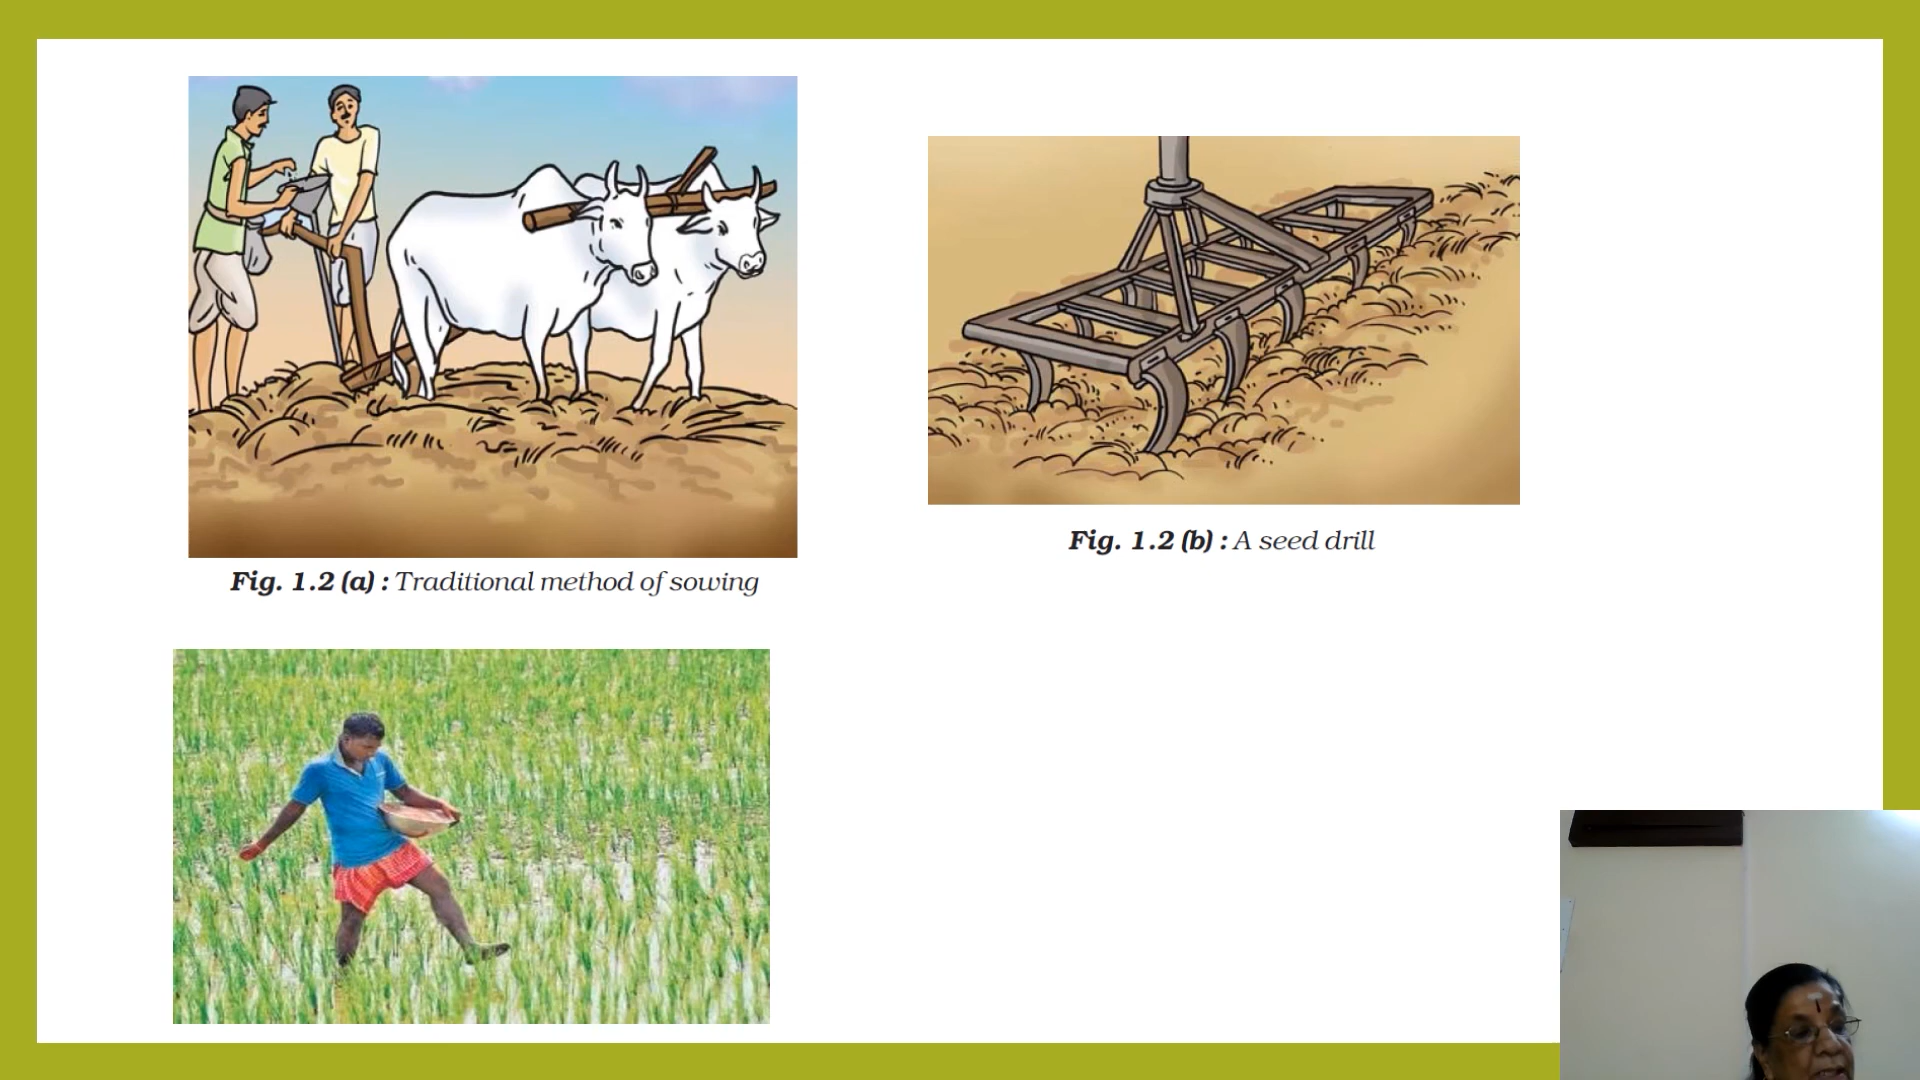 Fig. 1.2 (a) : Traditional method of sowing
Fig. 1.2 (b) : A seed drill